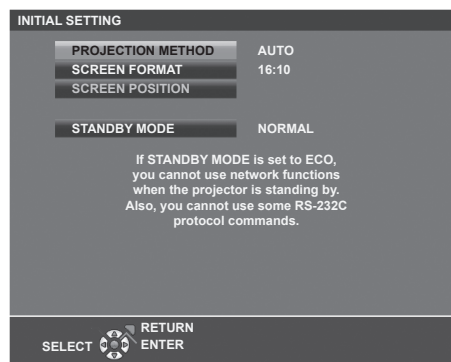 INITIAL SETTING
PROJECTION METHOD AUTO
SCREEN FORMAT 16:10
SCREEN POSITION
STANDBY MODE NORMAL
If STANDBY MODE is set to ECO,
you cannot use network functions
when the projector is standing by.
Also, you cannot use some RS-232C
protocol commands.
RETURN
SELECT ENTER